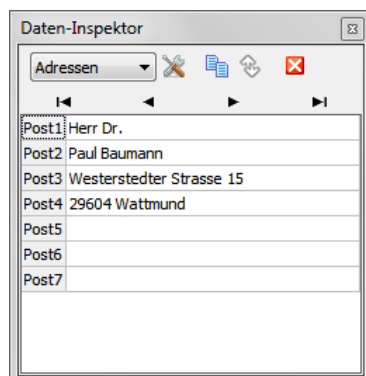 Daten-Inspektor
Adressen
Post1 Herr Dr.
Post2 Paul Baumann
Post3 Westerstedter Strasse 15
Post4 29604 Wattmund
Post5
Post6
Post7